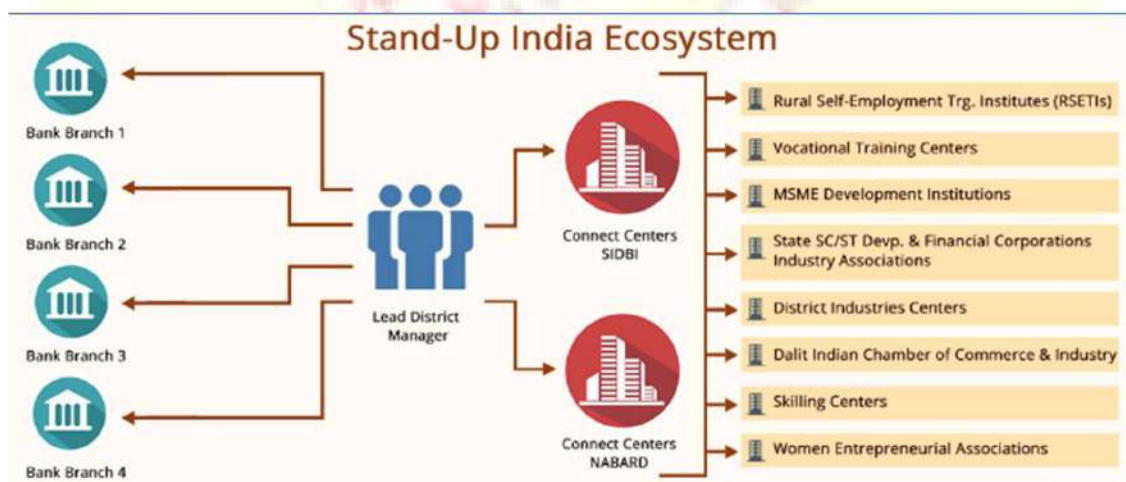 Stand-Up India Ecosystem
Bank Branch 1
Bank Branch 2
Bank Branch 3
Bank Branch 4
Lead District
Manager
Connect Centers
SIDBI
Connect Centers
NABARD
Rural Self-Employment Trg. Institutes (RSETIs)
Vocational Training Centers
MSME Development Institutions
State SC/ST Devp. & Financial Corporations
Industry Associations
District Industries Centers
Dalit Indian Chamber of Commerce & Industry
Skilling Centers
Women Entrepreneurial Associations